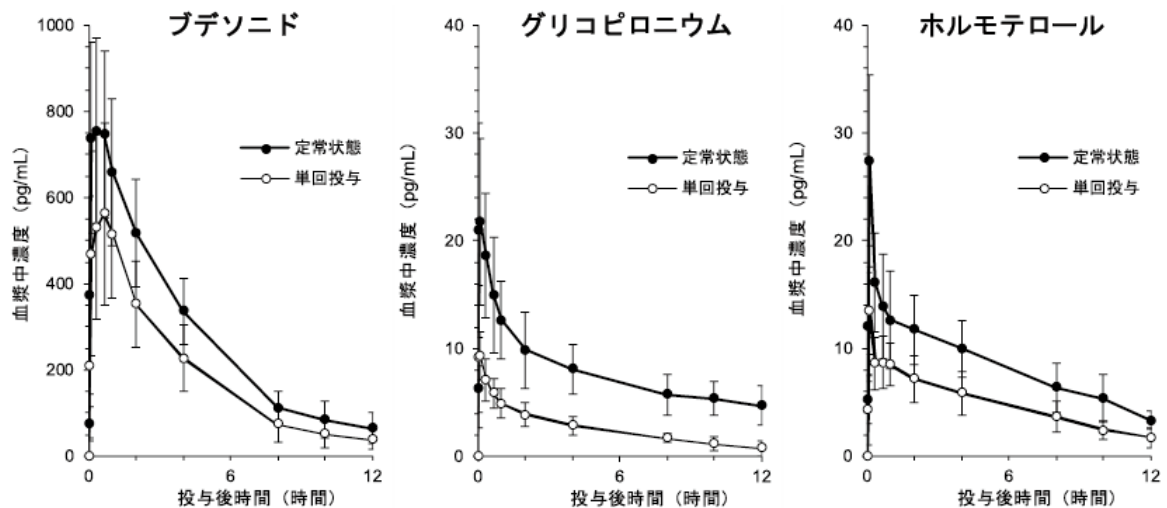 ブデソニド
1000
800
600
400
200
0
血漿中濃度 (pg/mL)
定常状態
単回投与
0
6
12
投与後時間 (時間)
グリコピロニウム
40
30
20
10
0
血漿中濃度 (pg/mL)
定常状態
単回投与
0
6
12
投与後時間 (時間)
ホルモテロール
40
30
20
10
0
血漿中濃度 (pg/mL)
定常状態
単回投与
0
6
12
投与後時間 (時間)